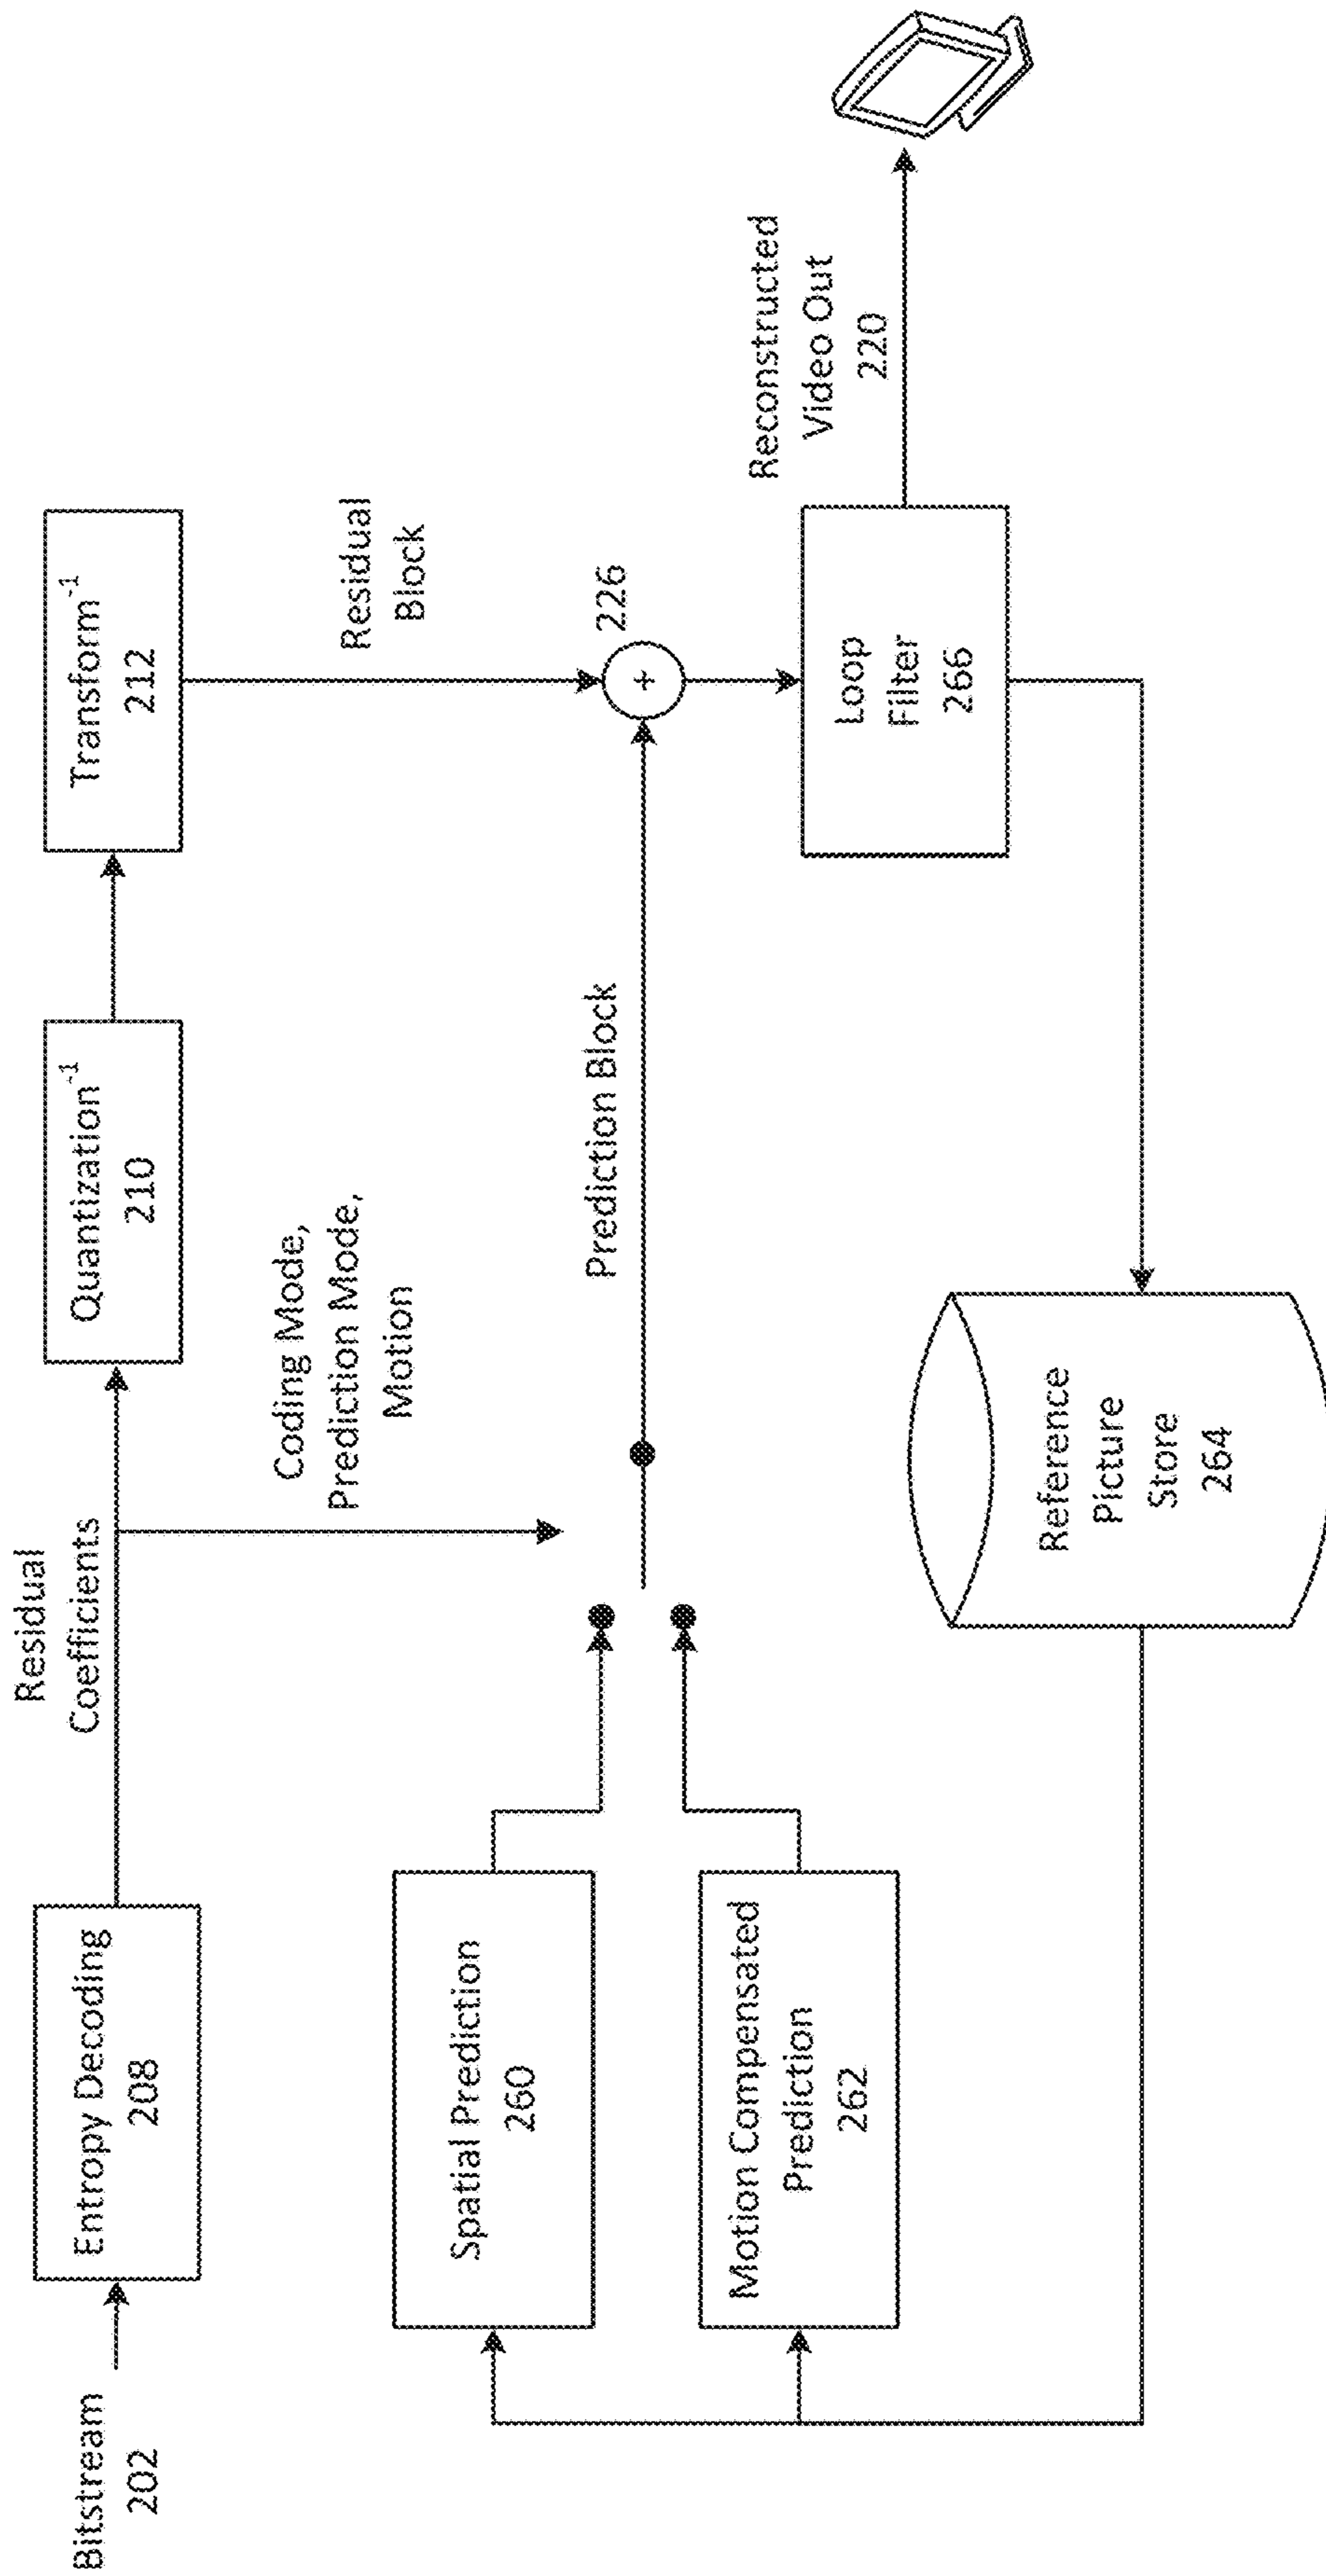 Bitstream
202
Entropy Decoding
208
Residual
Coefficients
Quantization-1
210
Transform-1
212
Coding Mode,
Prediction Mode,
Motion
Residual
Block
Spatial Prediction
260
Motion Compensated
Prediction
262
Prediction Block
226
+
Loop
Filter
266
Reconstructed
Video Out
220
Reference
Picture
Store
264